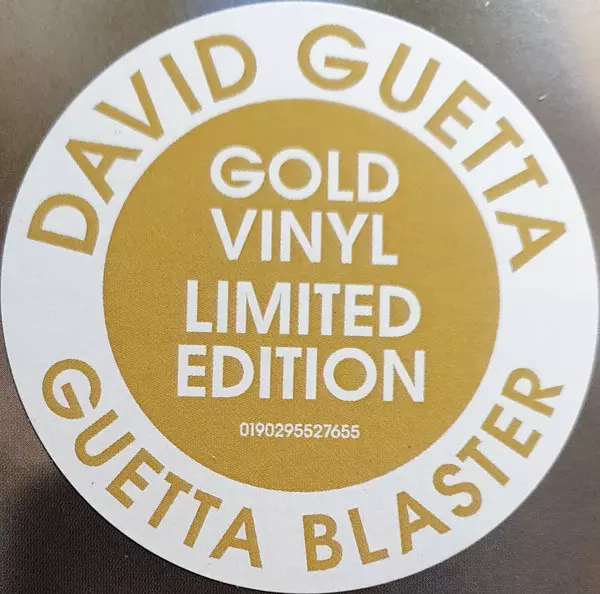 DAVID GUETTA
GOLD
VINYL
LIMITED
EDITION
0190295527655
GUETTA BLASTER